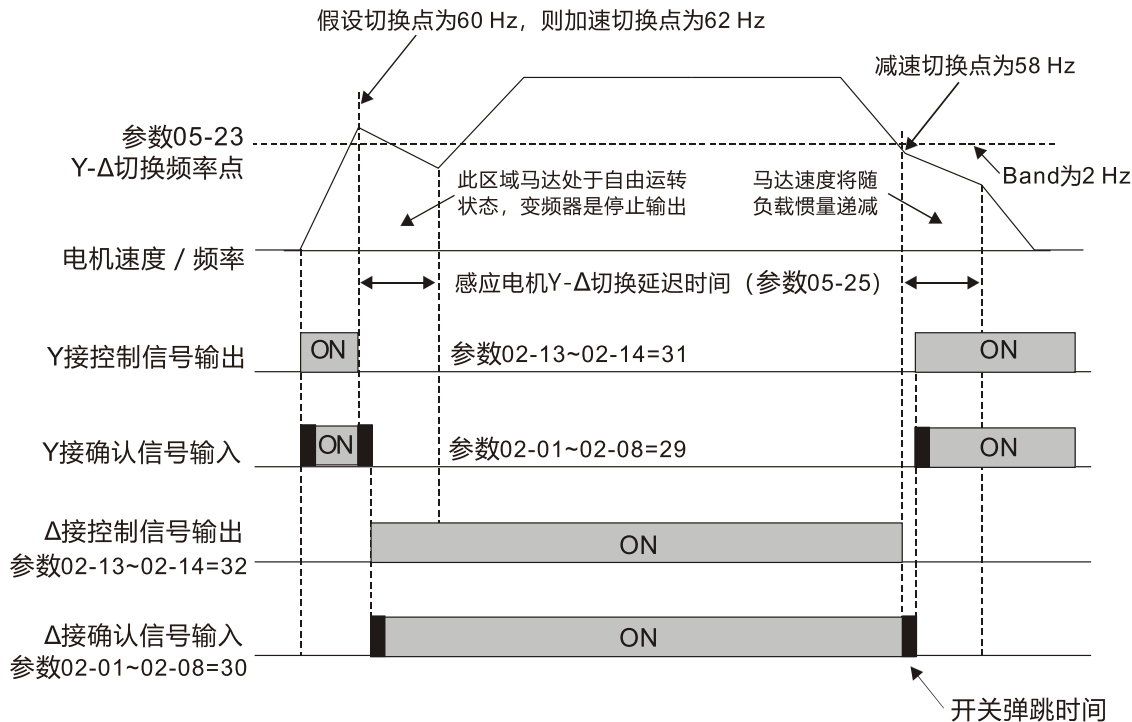 假设切换点为60 Hz，则加速切换点为62 Hz
减速切换点为58 Hz
参数05-23
Y-Δ切换频率点
Band为2 Hz
此区域马达处于自由运转
状态，变频器是停止输出
马达速度将随
负载惯量递减
电机速度 / 频率
感应电机Y-Δ切换延迟时间（参数05-25）
Y接控制信号输出
ON
参数02-13~02-14=31
ON
Y接确认信号输入
ON
参数02-01~02-08=29
ON
Δ接控制信号输出
参数02-13~02-14=32
ON
Δ接确认信号输入
参数02-01~02-08=30
ON
开关弹跳时间